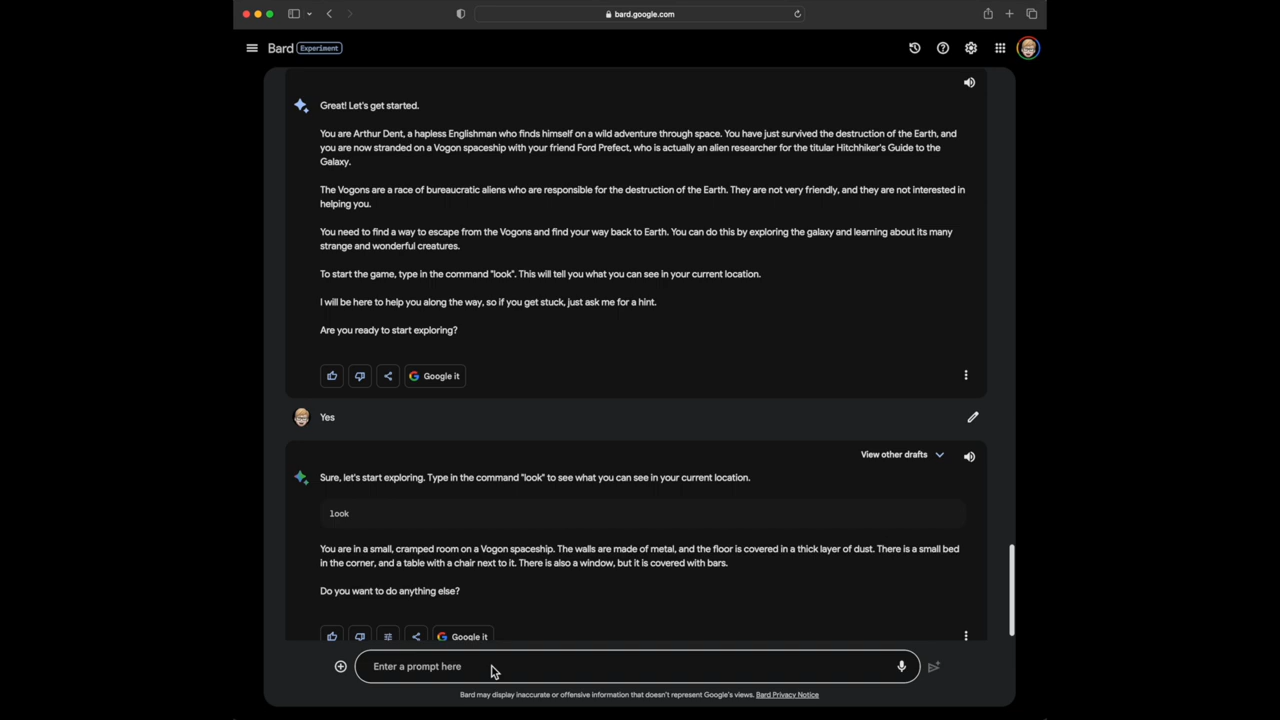 bard.google.com
Bard Experiment
Great! Let's get started.
You are Arthur Dent, a hapless Englishman who finds himself on a wild adventure through space. You have just survived the destruction of the Earth, and
you are now stranded on a Vogon spaceship with your friend Ford Prefect, who is actually an alien researcher for the titular Hitchhiker's Guide to the
Galaxy.
The Vogons are a race of bureaucratic aliens who are responsible for the destruction of the Earth. They are not very friendly, and they are not interested in
helping you.
You need to find a way to escape from the Vogons and find your way back to Earth. You can do this by exploring the galaxy and learning about its many
strange and wonderful creatures.
To start the game, type in the command "look". This will tell you what you can see in your current location.
I will be here to help you along the way, so if you get stuck, just ask me for a hint.
Are you ready to start exploring?
Google it
Yes
View other drafts
Sure, let's start exploring. Type in the command "look" to see what you can see in your current location.
look
You are in a small, cramped room on a Vogon spaceship. The walls are made of metal, and the floor is covered in a thick layer of dust. There is a small bed
in the corner, and a table with a chair next to it. There is also a window, but it is covered with bars.
Do you want to do anything else?
Google it
Enter a prompt here
Bard may display inaccurate or offensive information that doesn't represent Google's views. Bard Privacy Notice